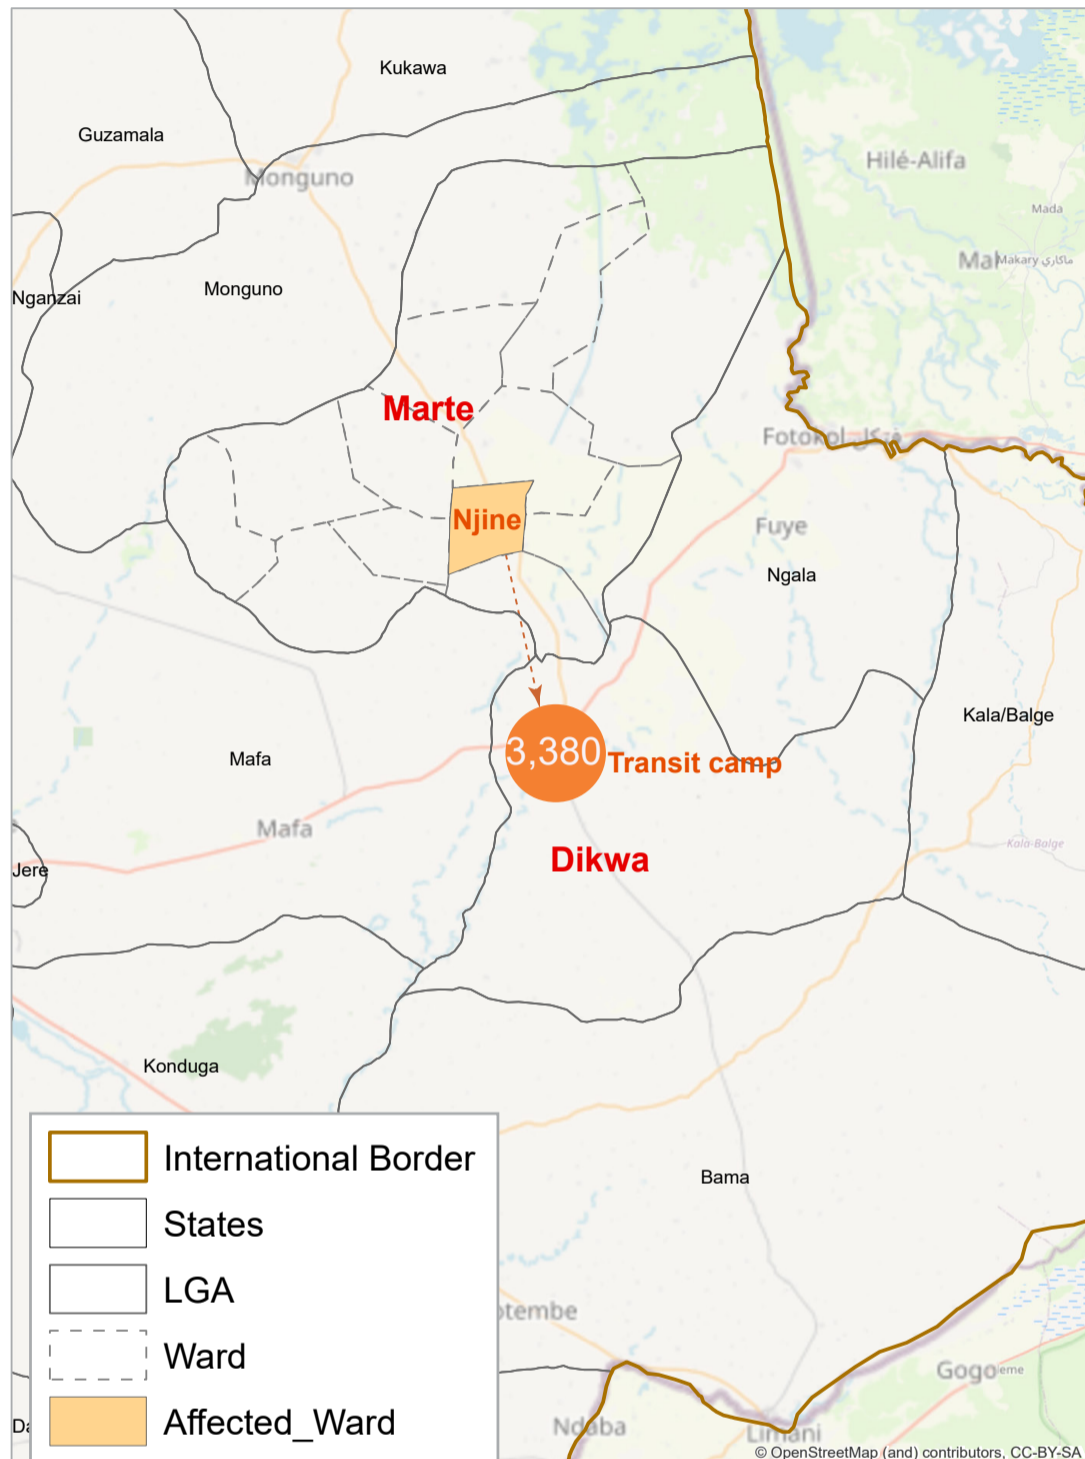 Kukawa
Guzamala
Monguno
Hilé-Alifa
Mada
Makary ماكاري
Nganzai
Monguno
Marte
Fotokol
Njine
Fuye
Ngala
Kala/Balge
3,380
Transit camp
Mafa
Mafa
Kala-Balge
Dikwa
Jere
Konduga
International Border
States
LGA
Ward
Affected_Ward
Bama
Gogo
Ndaba
Limani
© OpenStreetMap (and) contributors, CC-BY-SA